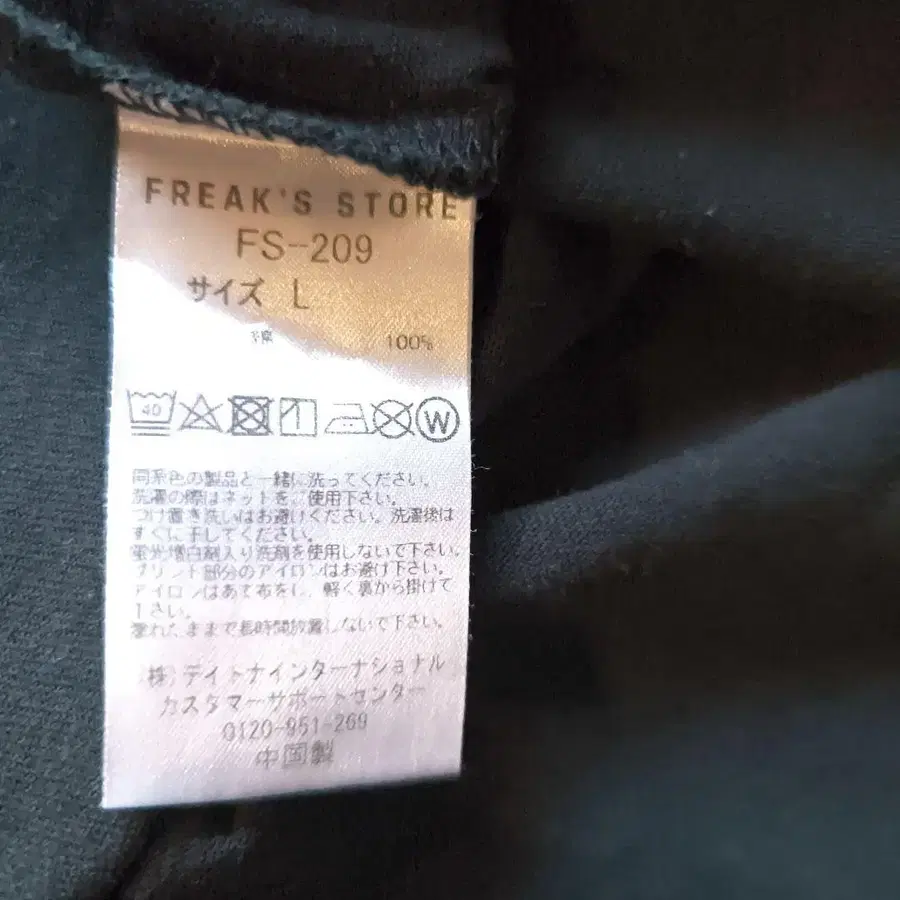 FREAK'S STORE
FS-209
サイズ L
綿 100%
40
W
同系色の製品と一緒に洗ってください。
洗濯の際はネットをご使用下さい。
つけ置き洗いはお避けください。洗濯後は
すぐに干してください。
蛍光増白剤入り洗剤を使用しないで下さい。
プリント部分のアイロンはお避け下さい。
アイロンはあて布をし、軽く裏から掛けて
下さい。
濡れたままで長時間放置しないで下さい。
(株)デイトナインターナショナル
カスタマーサポートセンター
0120-951-269
中国製